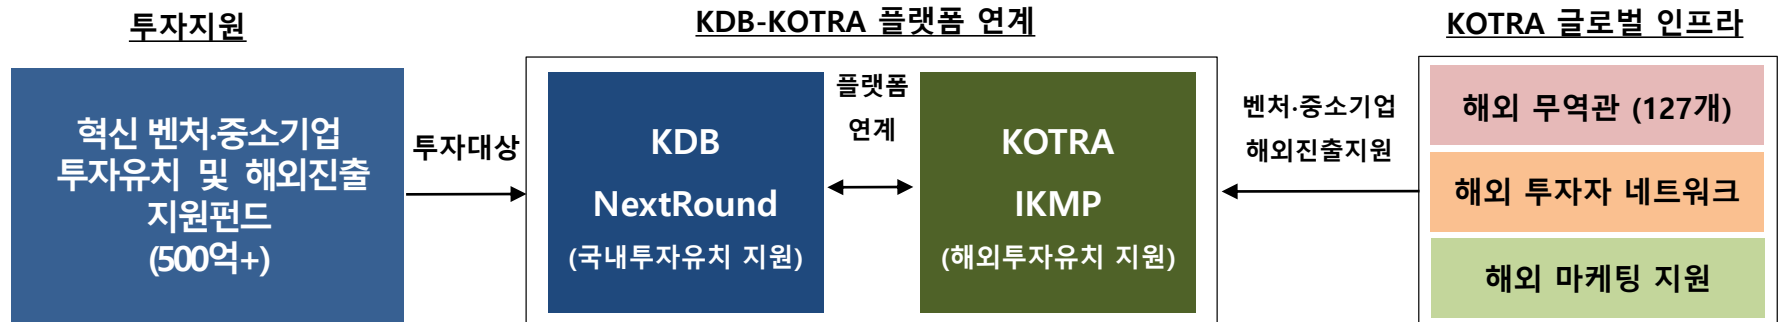 투자지원
혁신 벤처·중소기업
투자유치 및 해외진출
지원펀드
(500억+)
투자대상
KDB-KOTRA 플랫폼 연계
KDB
NextRound
(국내투자유치 지원)
플랫폼
연계
KOTRA
IKMP
(해외투자유치 지원)
벤처·중소기업
해외진출지원
KOTRA 글로벌 인프라
해외 무역관 (127개)
해외 투자자 네트워크
해외 마케팅 지원